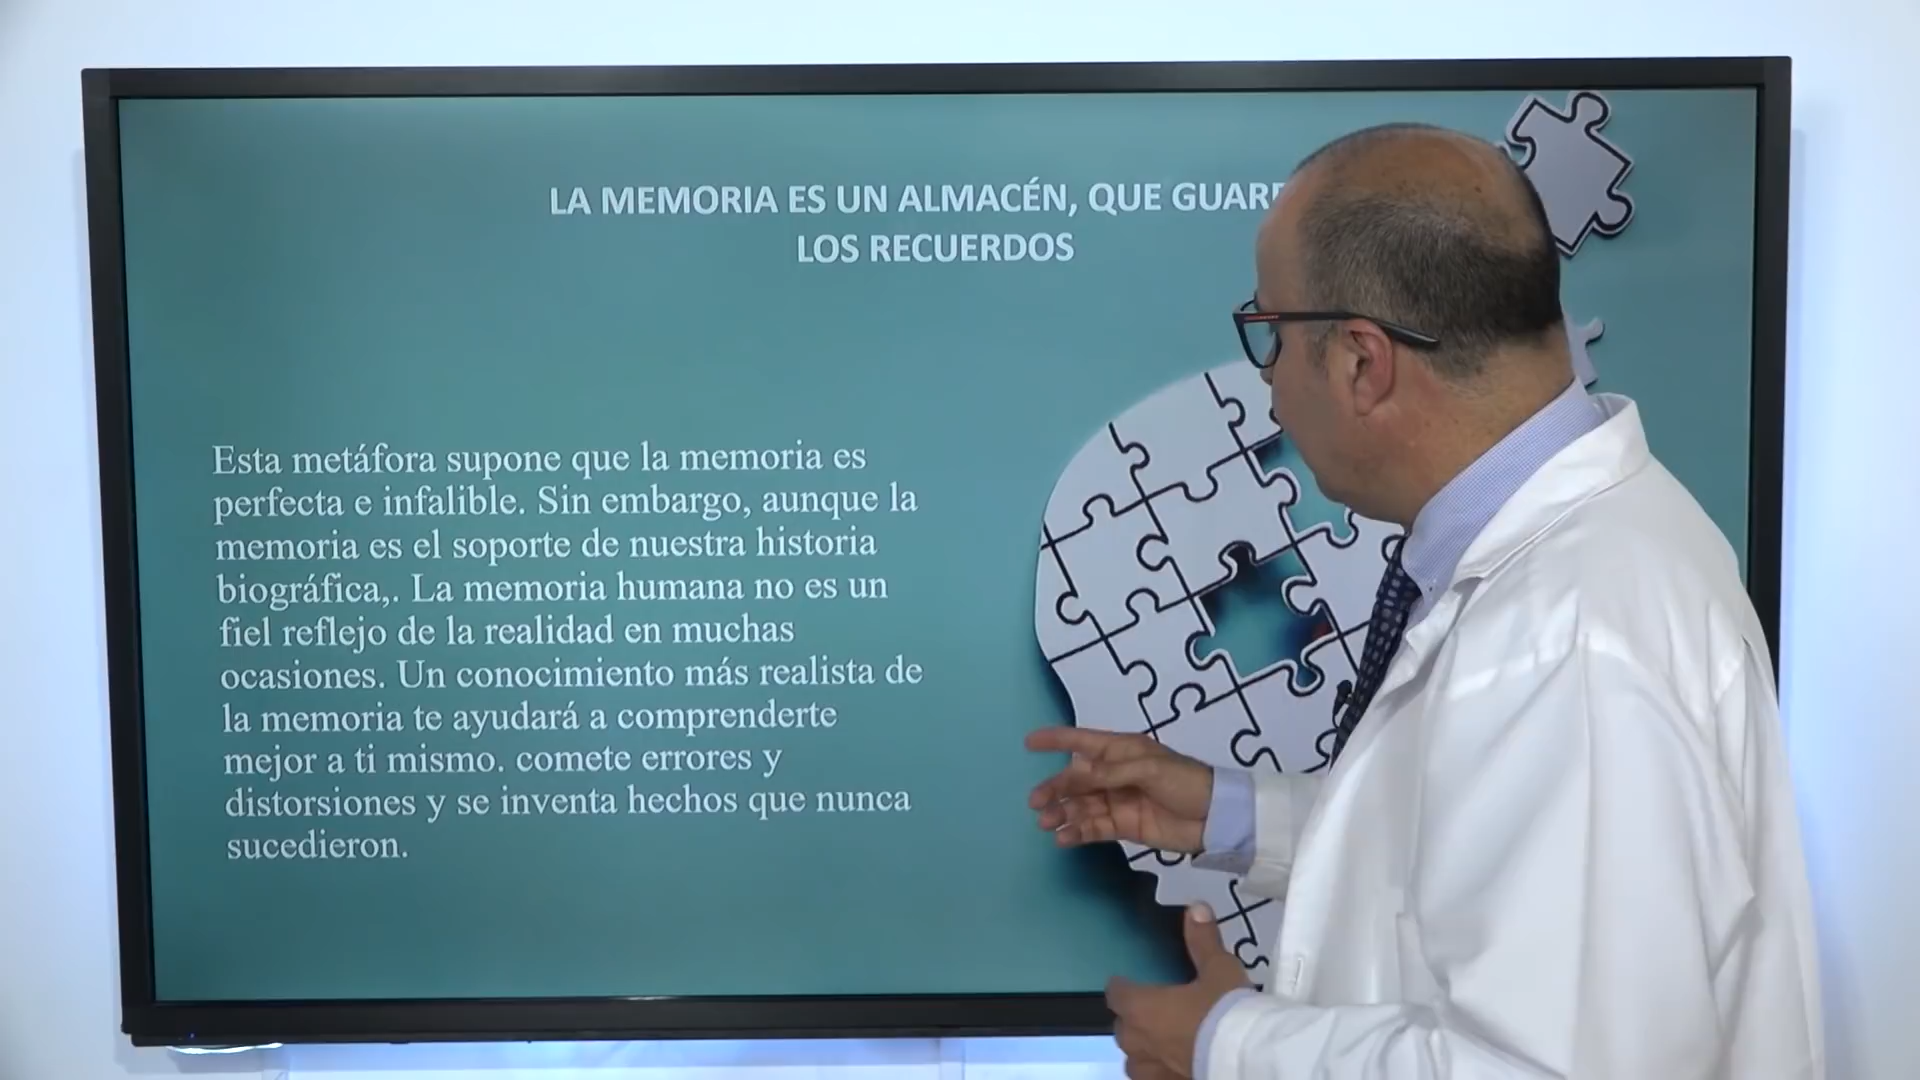 LA MEMORIA ES UN ALMACÉN, QUE
LOS RECUERDOS
Esta metáfora supone que la memoria es
perfecta e infalible. Sin embargo, aunque la
memoria es el soporte de nuestra historia
biográfica,. La memoria humana no es un
fiel reflejo de la realidad en muchas
ocasiones. Un conocimiento más realista de
la memoria te ayudará a comprenderte
mejor a ti mismo. comete errores y
distorsiones y se inventa hechos que nunca
sucedieron.